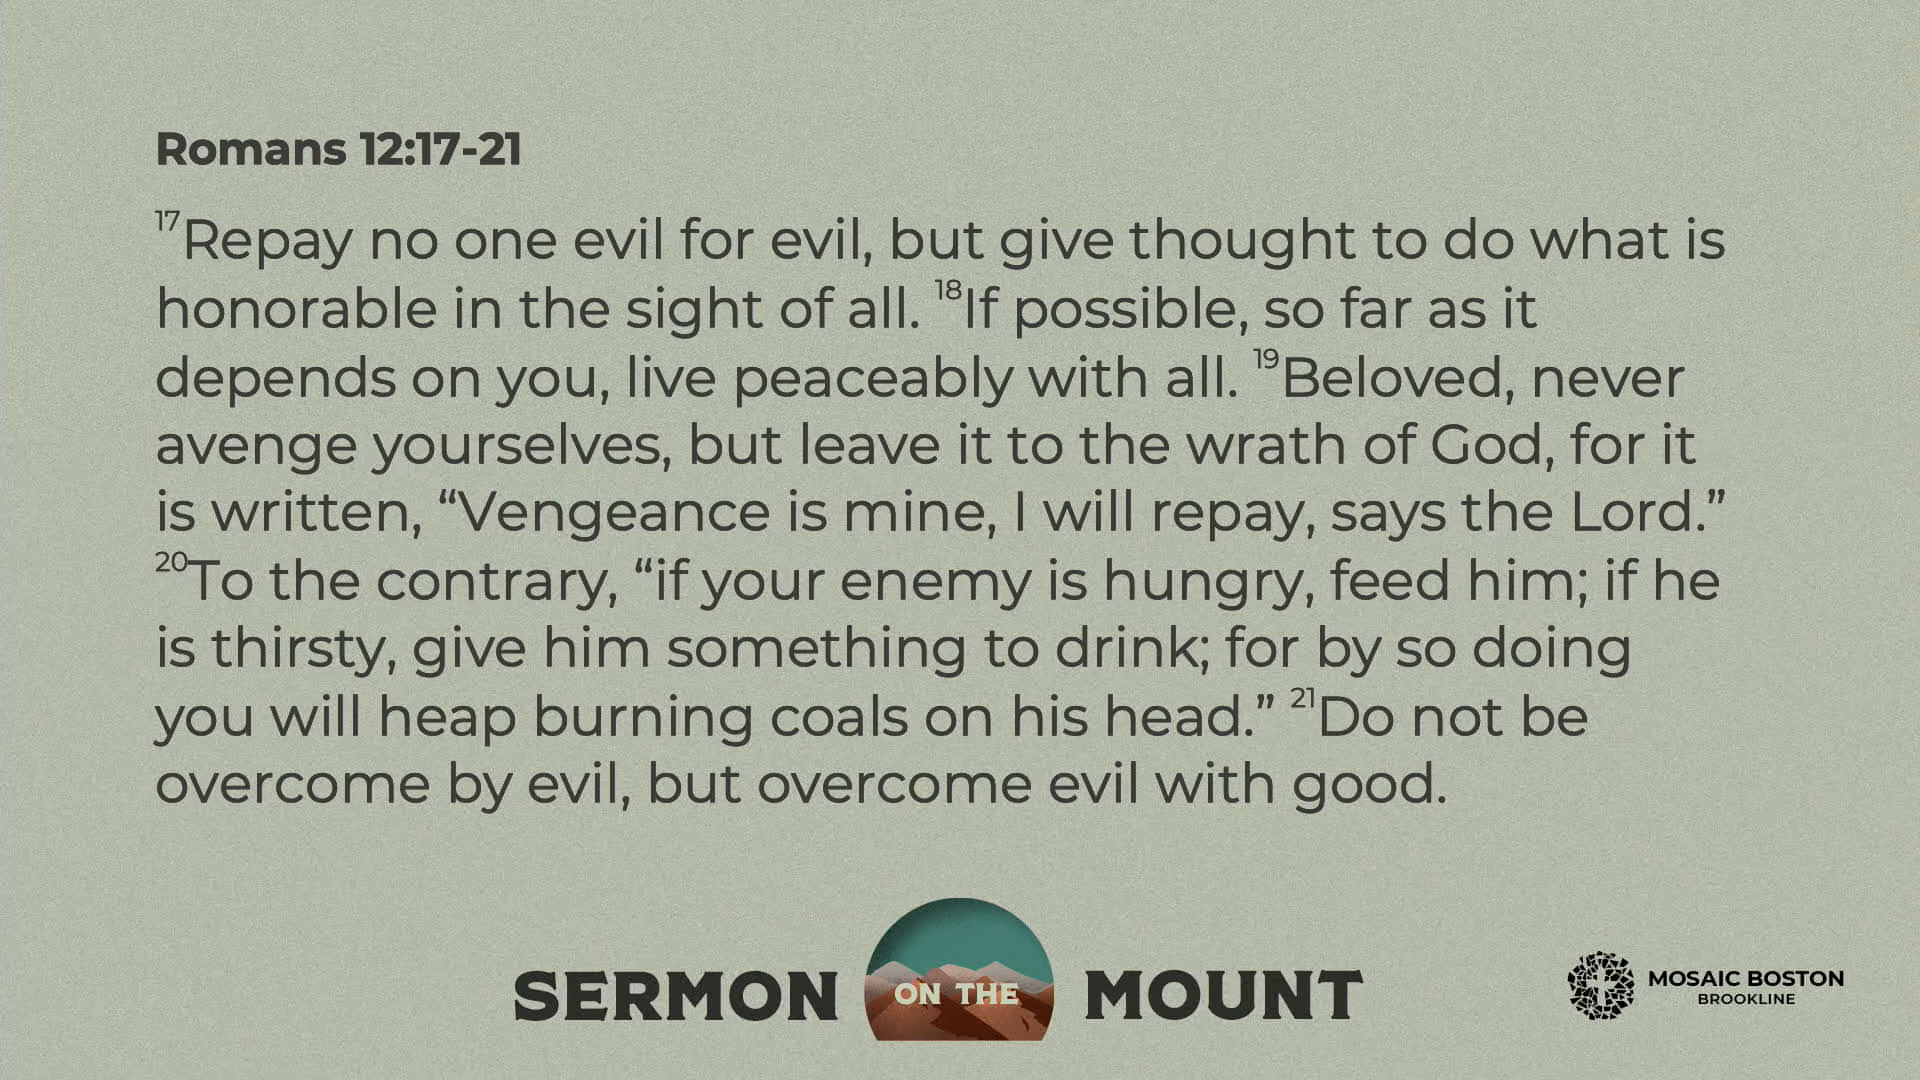 Romans 12:17-21
17Repay no one evil for evil, but give thought to do what is
honorable in the sight of all. 18If possible, so far as it
depends on you, live peaceably with all. 19Beloved, never
avenge yourselves, but leave it to the wrath of God, for it
is written, “Vengeance is mine, I will repay, says the Lord.”
20To the contrary, “if your enemy is hungry, feed him; if he
is thirsty, give him something to drink; for by so doing
you will heap burning coals on his head.” 21Do not be
overcome by evil, but overcome evil with good.
SERMON ON THE MOUNT
MOSAIC BOSTON
BROOKLINE